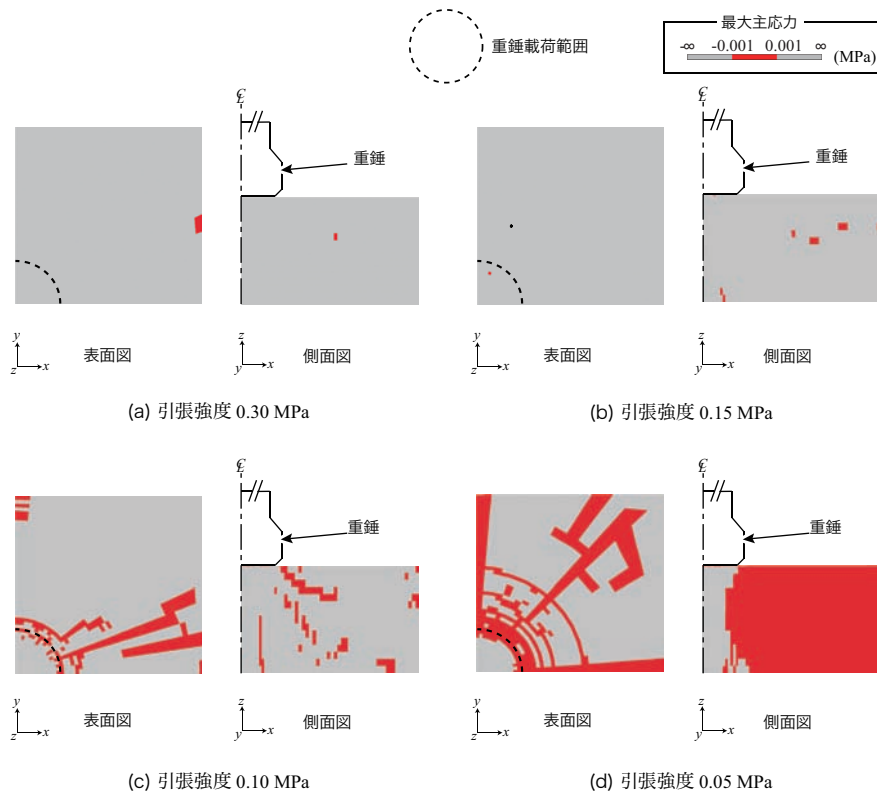 重錘載荷範囲
最大主応力
-∞ -0.001 0.001 ∞ (MPa)
℄
重錘
y
z x
表面図
z
y x
側面図
(a) 引張強度 0.30 MPa
℄
重錘
y
z x
表面図
z
y x
側面図
(b) 引張強度 0.15 MPa
℄
重錘
y
z x
表面図
z
y x
側面図
(c) 引張強度 0.10 MPa
℄
重錘
y
z x
表面図
z
y x
側面図
(d) 引張強度 0.05 MPa